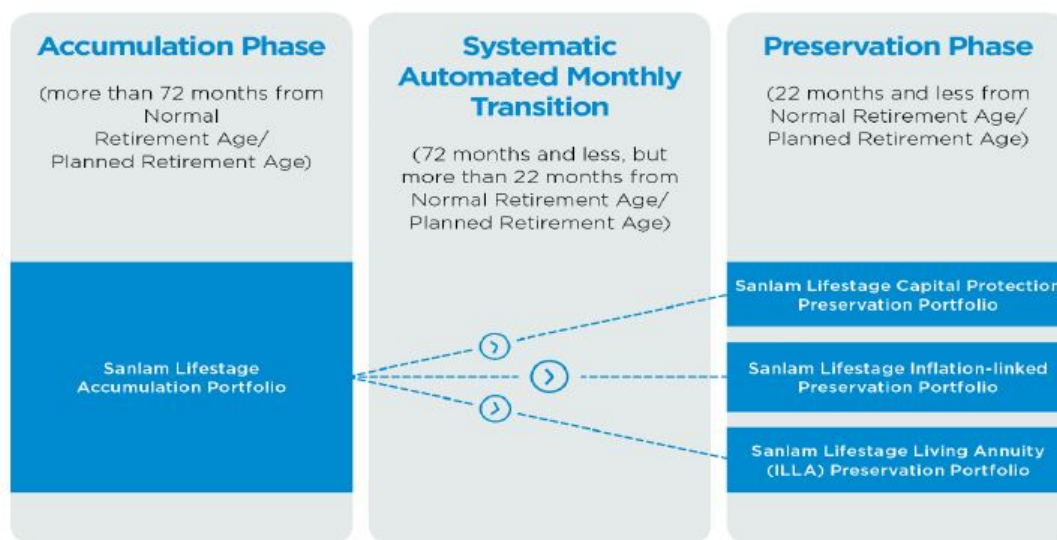 Accumulation Phase
(more than 72 months from
Normal
Retirement Age/
Planned Retirement Age)
Sanlam Lifestage
Accumulation Portfolio
Systematic
Automated Monthly
Transition
(72 months and less, but
more than 22 months from
Normal Retirement Age/
Planned Retirement Age)
Preservation Phase
(22 months and less from
Normal Retirement Age/
Planned Retirement Age)
Sanlam Lifestage Capital Protection
Preservation Portfolio
Sanlam Lifestage Inflation-linked
Preservation Portfolio
Sanlam Lifestage Living Annuity
(ILLA) Preservation Portfolio